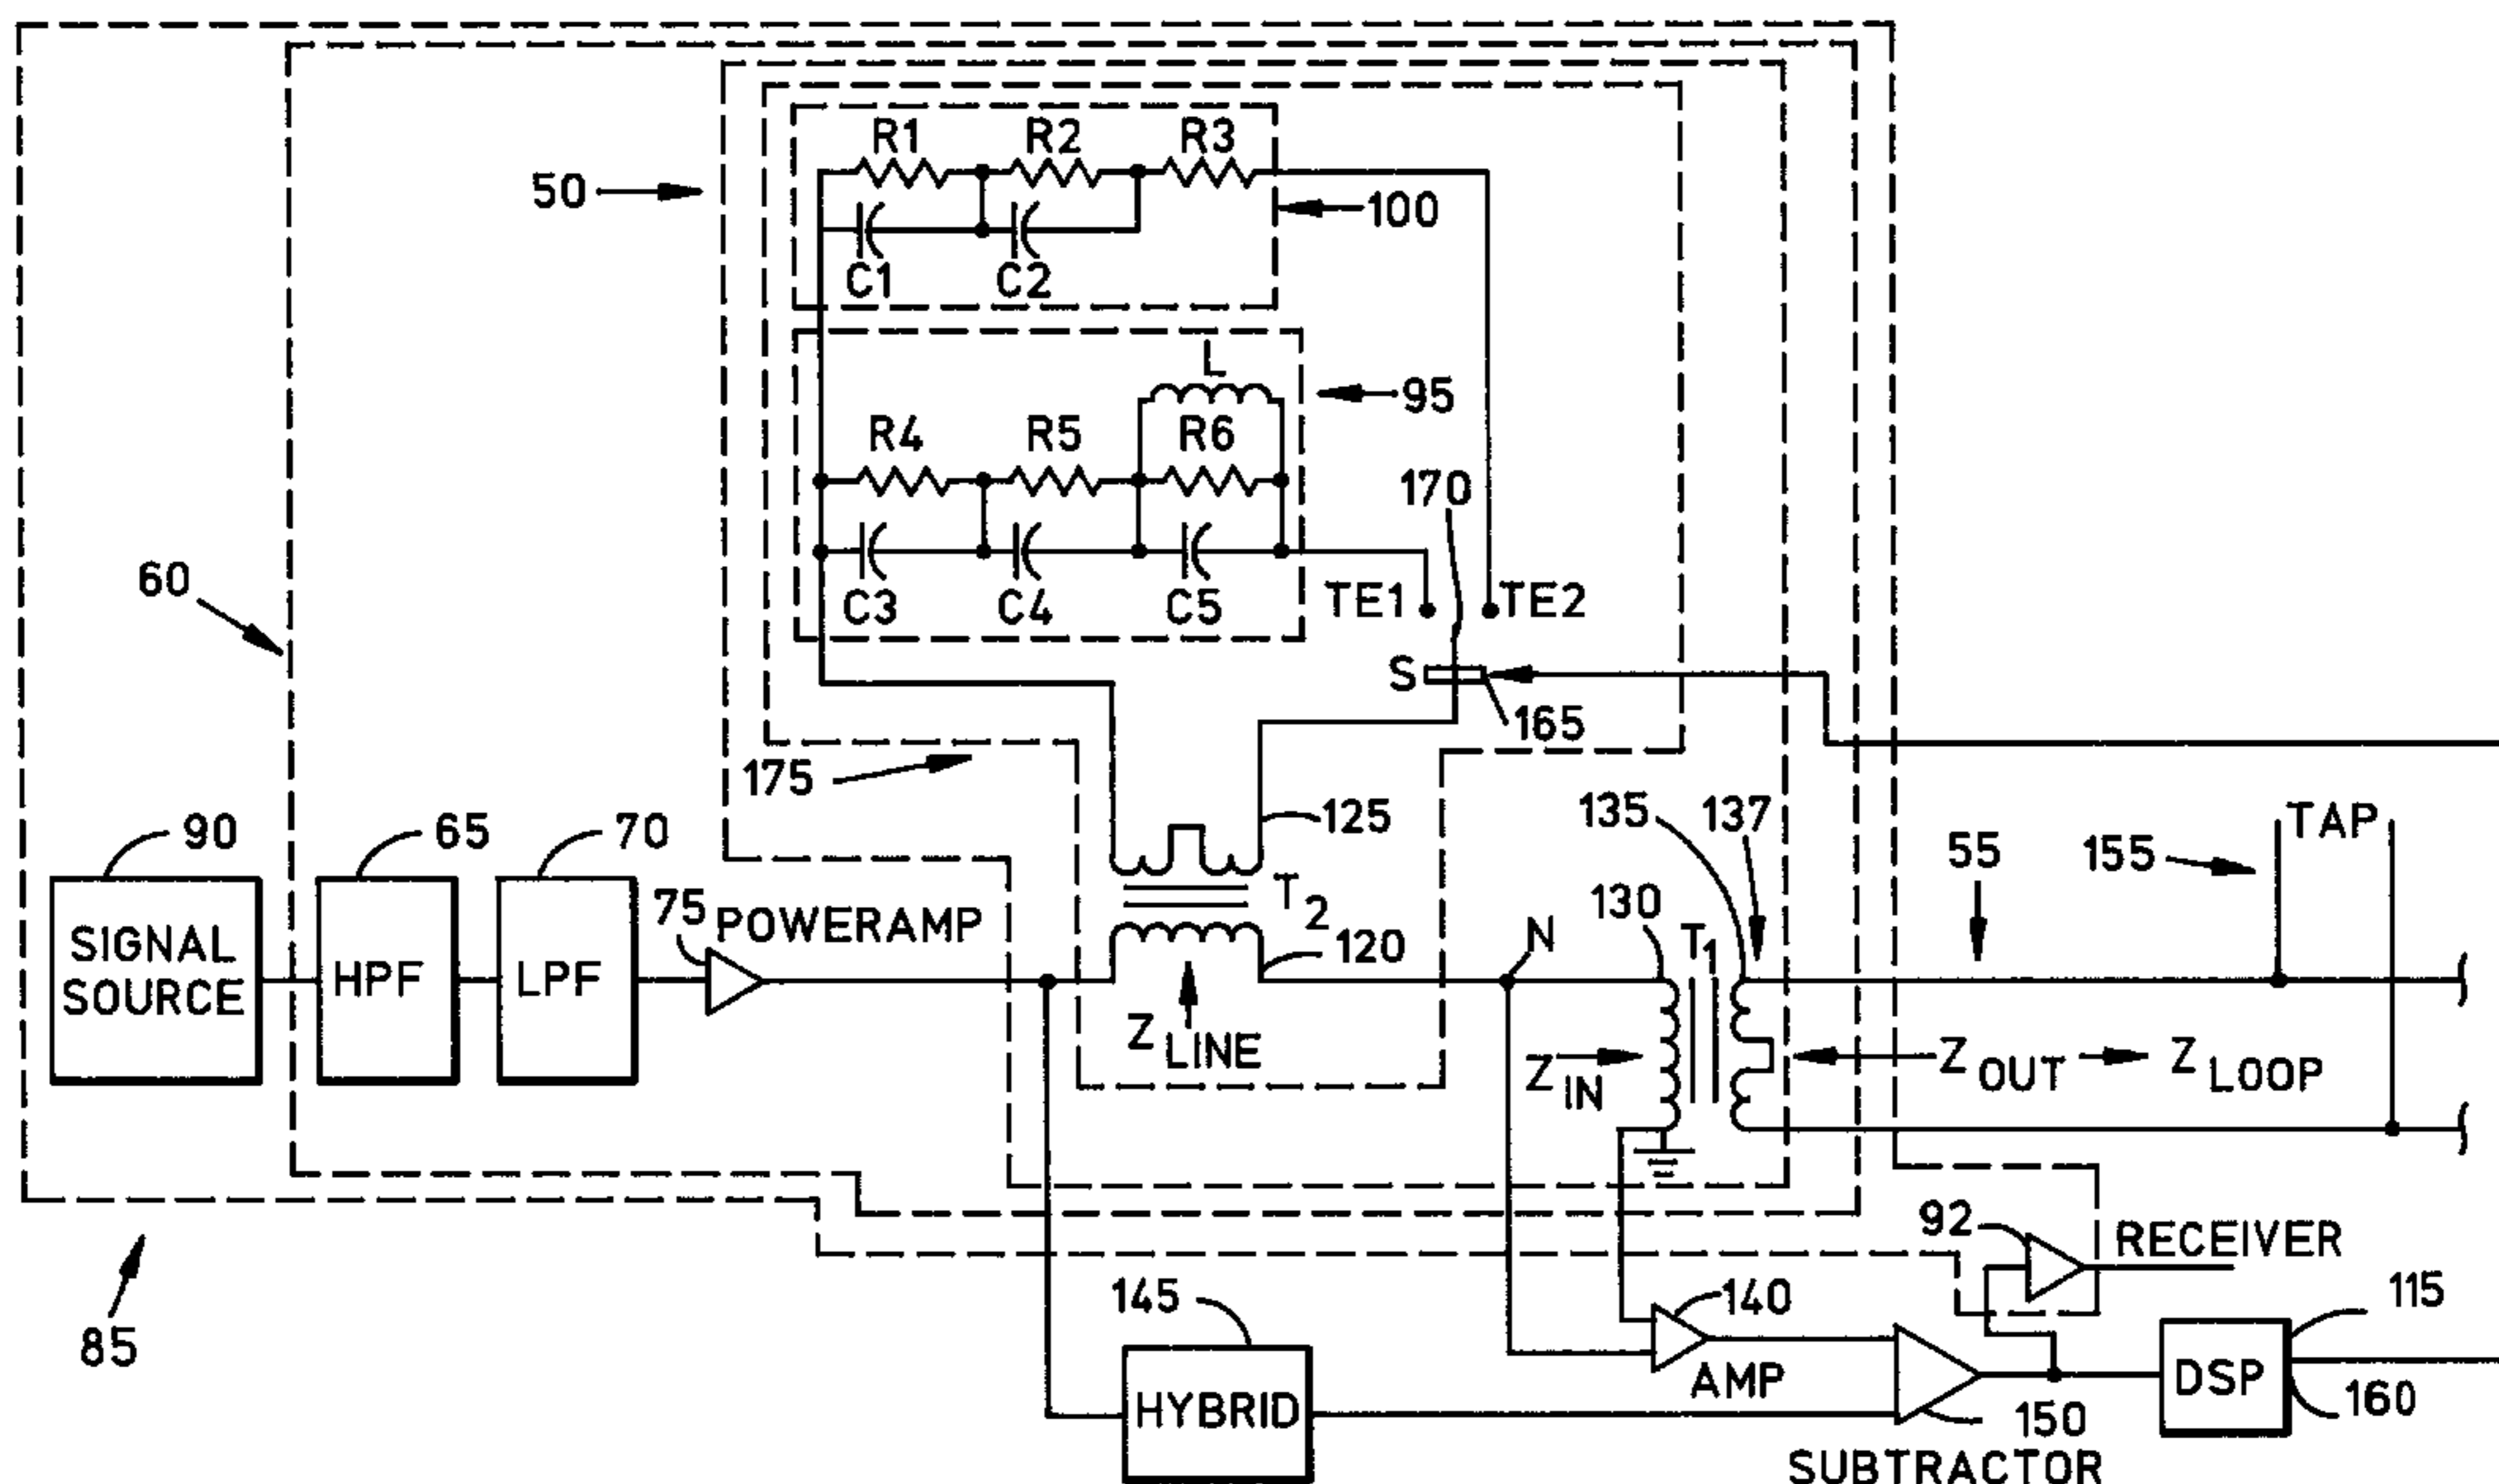 R1 R2 R3
50
100
C1 C2
L
95
R4 R5 R6
170
60
C3 C4 C5
TE1 TE2
S
165
175
125
135 137
TAP
90 65 70
55 155
T2
130
75 POWERAMP
N
T1
120
SIGNAL
SOURCE
HPF
LPF
Z LINE
Z IN
Z OUT
Z LOOP
92
RECEIVER
85
145
140
115
AMP
DSP
HYBRID
160
150
SUBTRACTOR